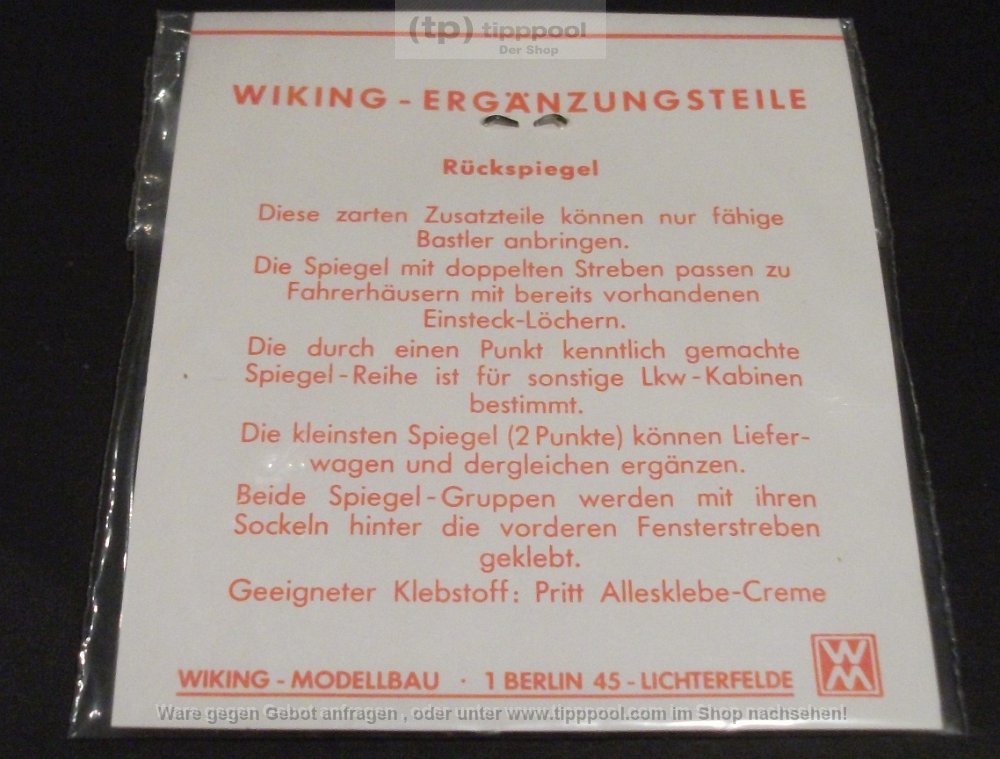 (tp) tipppool
Der Shop
WIKING - ERGÄNZUNGSTEILE
Rückspiegel
Diese zarten Zusatzteile können nur fähige
Bastler anbringen.
Die Spiegel mit doppelten Streben passen zu
Fahrerhäusern mit bereits vorhandenen
Einsteck-Löchern.
Die durch einen Punkt kenntlich gemachte
Spiegel-Reihe ist für sonstige Lkw-Kabinen
bestimmt.
Die kleinsten Spiegel (2 Punkte) können Liefer-
wagen und dergleichen ergänzen.
Beide Spiegel-Gruppen werden mit ihren
Sockeln hinter die vorderen Fensterstreben
geklebt.
Geeigneter Klebstoff: Pritt Allesklebe-Creme
WIKING - MODELLBAU · 1 BERLIN 45 - LICHTERFELDE
WM
Ware gegen Gebot anfragen , oder unter www.tipppool.com im Shop nachsehen!